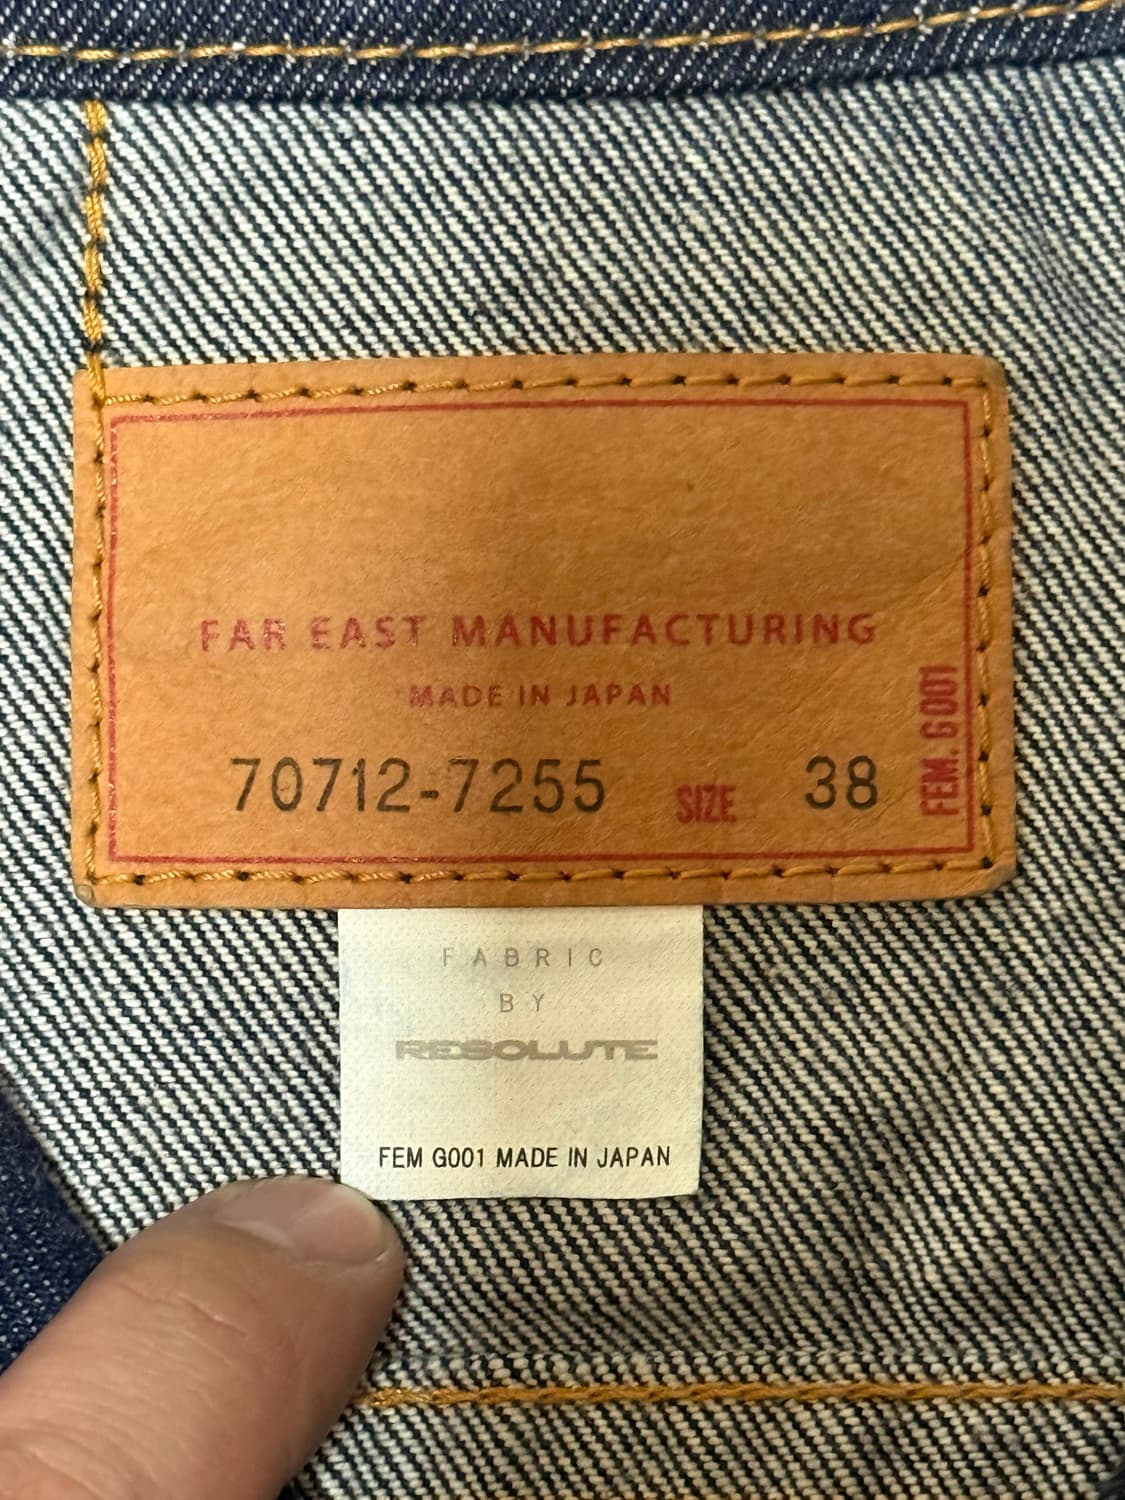 FAR EAST MANUFACTURING
MADE IN JAPAN
70712-7255 SIZE 38
FEM. G001
FABRIC
BY
RESOLUTE
FEM G001 MADE IN JAPAN